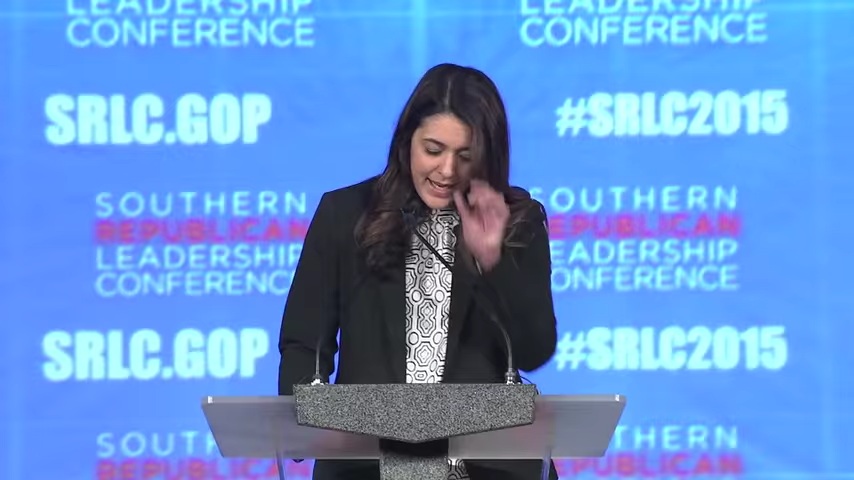 LEADERSHIP LEADERSHIP
CONFERENCE CONFERENCE
SRLC.GOP #SRLC2015
SOUTHERN SOUTHERN
REPUBLICAN REPUBLICAN
LEADERSHIP LEADERSHIP
CONFERENCE CONFERENCE
SRLC.GOP #SRLC2015
SOUTHERN SOUTHERN
REPUBLICAN REPUBLICAN